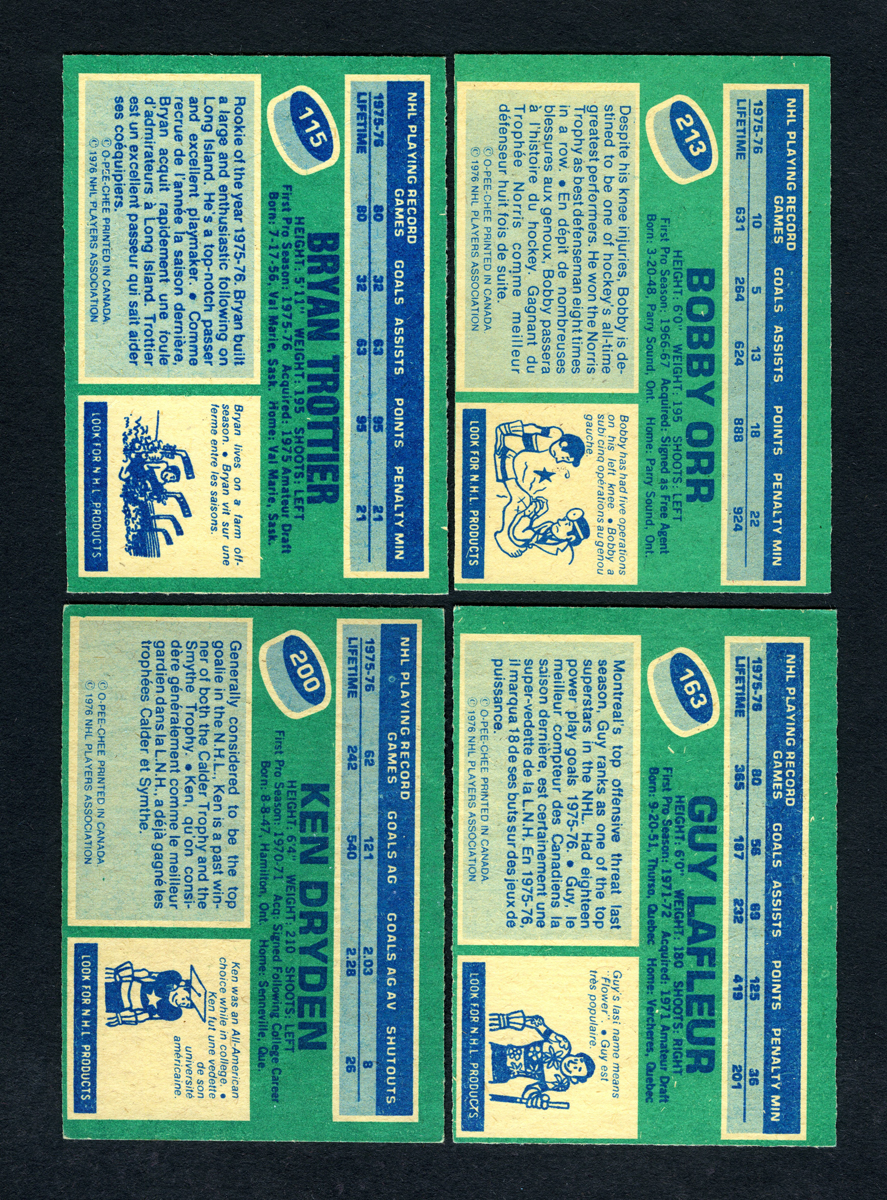 115
NHL PLAYING RECORD
GAMES GOALS ASSISTS POINTS PENALTY MIN
1975-76 80 32 63 95 21
LIFETIME 80 32 63 95 21
BRYAN TROTTIER
HEIGHT: 5'11" WEIGHT: 195 SHOOTS: LEFT
First Pro Season: 1975-76 Acquired: 1975 Amateur Draft
Born: 7-17-56, Val Marie, Sask. Home: Val Marie, Sask.
Rookie of the year 1975-76. Bryan built
a large and enthusiastic following on
Long Island. He's a top-notch passer
and excellent playmaker. • Comme
recrue de l'année la saison dernière,
Bryan acquit rapidement une foule
d'admirateurs à Long Island. Trottier
est un excellent passeur qui sait aider
ses coéquipiers.
© O-PEE-CHEE PRINTED IN CANADA
© 1976 NHL PLAYERS ASSOCIATION
Bryan lives on a farm off-
season. • Bryan vit sur une
ferme entre les saisons.
LOOK FOR N.H.L. PRODUCTS
213
NHL PLAYING RECORD
GAMES GOALS ASSISTS POINTS PENALTY MIN
1975-76 10 5 13 18 22
LIFETIME 631 264 624 888 924
BOBBY ORR
HEIGHT: 6'0" WEIGHT: 195 SHOOTS: LEFT
First Pro Season: 1966-67 Acquired: Signed as Free Agent
Born: 3-20-48, Parry Sound, Ont. Home: Parry Sound, Ont.
Despite his knee injuries, Bobby is de-
stined to be one of hockey's all-time
greatest performers. He won the Norris
Trophy as best defenseman eight times
in a row. • En dépit de nombreuses
blessures aux genoux, Bobby passera
à l'histoire du hockey. Gagnant du
Trophée Norris comme meilleur
défenseur huit fois de suite.
© O-PEE-CHEE PRINTED IN CANADA
© 1976 NHL PLAYERS ASSOCIATION
Bobby has had five operations
on his left knee. • Bobby a
subi cinq opérations au genou
gauche.
LOOK FOR N.H.L. PRODUCTS
200
NHL PLAYING RECORD
GAMES GOALS AG GOALS AG AV SHUTOUTS
1975-76 62 121 2.03 8
LIFETIME 242 540 2.28 26
KEN DRYDEN
HEIGHT: 6'4" WEIGHT: 210 SHOOTS: LEFT
First Pro Season: 1970-71 Acq: Signed Following College Career
Born: 8-8-47, Hamilton, Ont. Home: Senneville, Que.
Generally considered to be the top
goalie in the N.H.L., Ken is a past win-
ner of both the Calder Trophy and the
Smythe Trophy. • Ken, qu'on consi-
dère généralement comme le meilleur
gardien dans la L.N.H. a déjà gagné les
trophées Calder et Symthe.
© O-PEE-CHEE PRINTED IN CANADA
© 1976 NHL PLAYERS ASSOCIATION
Ken was an All-American
choice while in college. •
Ken fut une vedette
de son
université
américaine.
LOOK FOR N.H.L. PRODUCTS
163
NHL PLAYING RECORD
GAMES GOALS ASSISTS POINTS PENALTY MIN
1975-76 80 56 69 125 36
LIFETIME 365 187 232 419 201
GUY LAFLEUR
HEIGHT: 6'0" WEIGHT: 180 SHOOTS: RIGHT
First Pro Season: 1971-72 Acquired: 1971 Amateur Draft
Born: 9-20-51, Thurso, Quebec Home: Vercheres, Quebec
Montreal's top offensive threat last
season, Guy ranks as one of the top
superstars in the NHL. Had eighteen
power play goals 1975-76. • Guy, le
meilleur compteur des Canadiens la
saison dernière, est certainement une
super-vedette de la L.N.H. En 1975-76,
il marqua 18 de ses buts sur des jeux de
puissance.
© O-PEE-CHEE PRINTED IN CANADA
© 1976 NHL PLAYERS ASSOCIATION
Guy's last name means
"Flower". • Guy est
très populaire.
LOOK FOR N.H.L. PRODUCTS